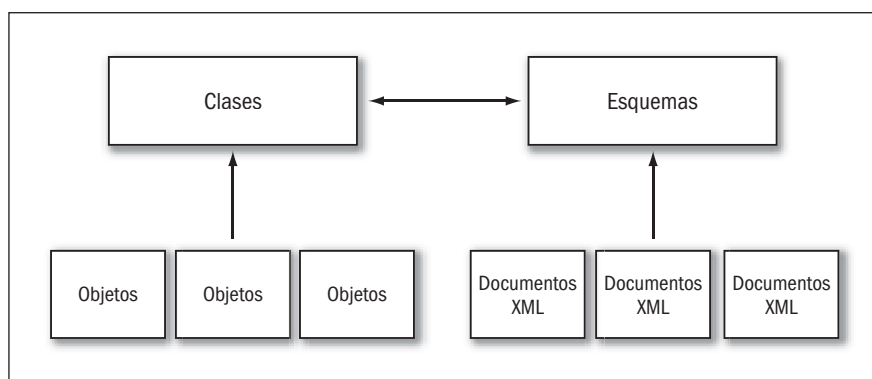 Clases
Esquemas
Objetos
Objetos
Objetos
Documentos
XML
Documentos
XML
Documentos
XML